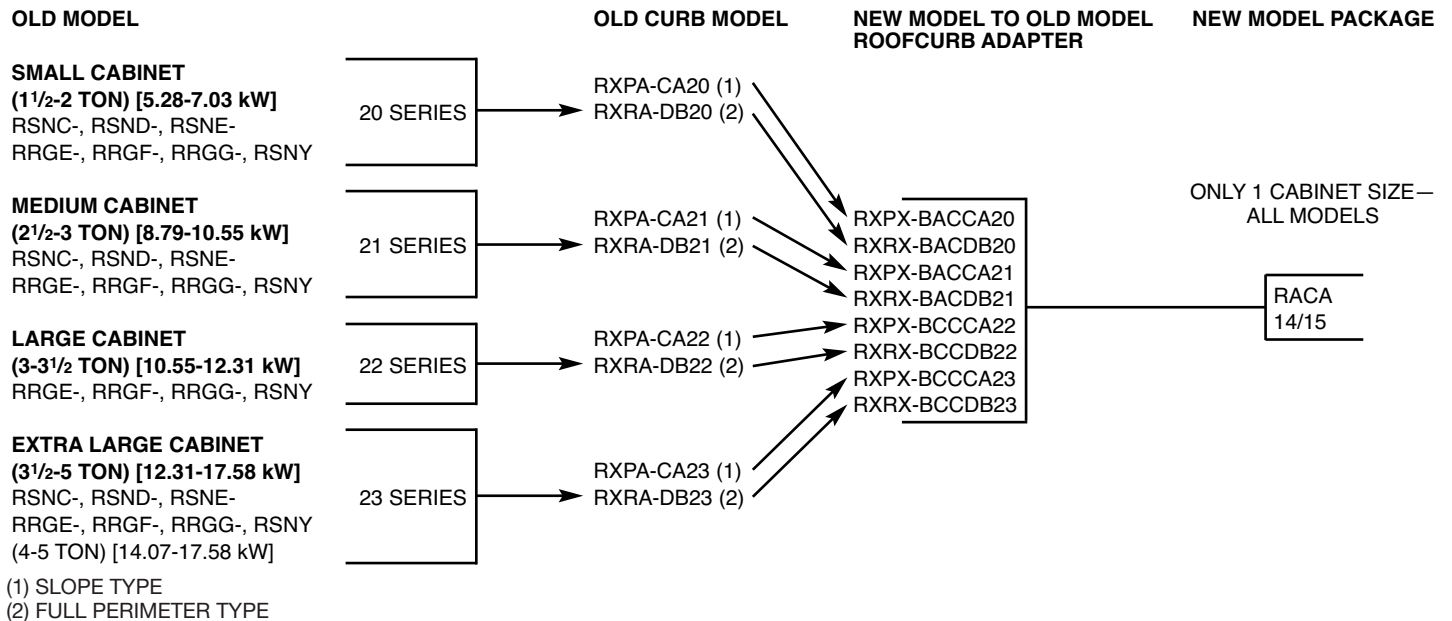 OLD MODEL
OLD CURB MODEL
NEW MODEL TO OLD MODEL
ROOFCURB ADAPTER
NEW MODEL PACKAGE
SMALL CABINET
(1 1/2-2 TON) [5.28-7.03 kW]
RSNC-, RSND-, RSNE-
RRGE-, RRGF-, RRGG-, RSNY
20 SERIES
RXPA-CA20 (1)
RXRA-DB20 (2)
MEDIUM CABINET
(2 1/2-3 TON) [8.79-10.55 kW]
RSNC-, RSND-, RSNE-
RRGE-, RRGF-, RRGG-, RSNY
21 SERIES
RXPA-CA21 (1)
RXRA-DB21 (2)
LARGE CABINET
(3-3 1/2 TON) [10.55-12.31 kW]
RRGE-, RRGF-, RRGG-, RSNY
22 SERIES
RXPA-CA22 (1)
RXRA-DB22 (2)
EXTRA LARGE CABINET
(3 1/2-5 TON) [12.31-17.58 kW]
RSNC-, RSND-, RSNE-
RRGE-, RRGF-, RRGG-, RSNY
(4-5 TON) [14.07-17.58 kW]
23 SERIES
RXPA-CA23 (1)
RXRA-DB23 (2)
RXPX-BACCA20
RXRX-BACDB20
RXPX-BACCA21
RXRX-BACDB21
RXPX-BCCCA22
RXRX-BCCDB22
RXPX-BCCCA23
RXRX-BCCDB23
ONLY 1 CABINET SIZE—
ALL MODELS
RACA
14/15
(1) SLOPE TYPE
(2) FULL PERIMETER TYPE